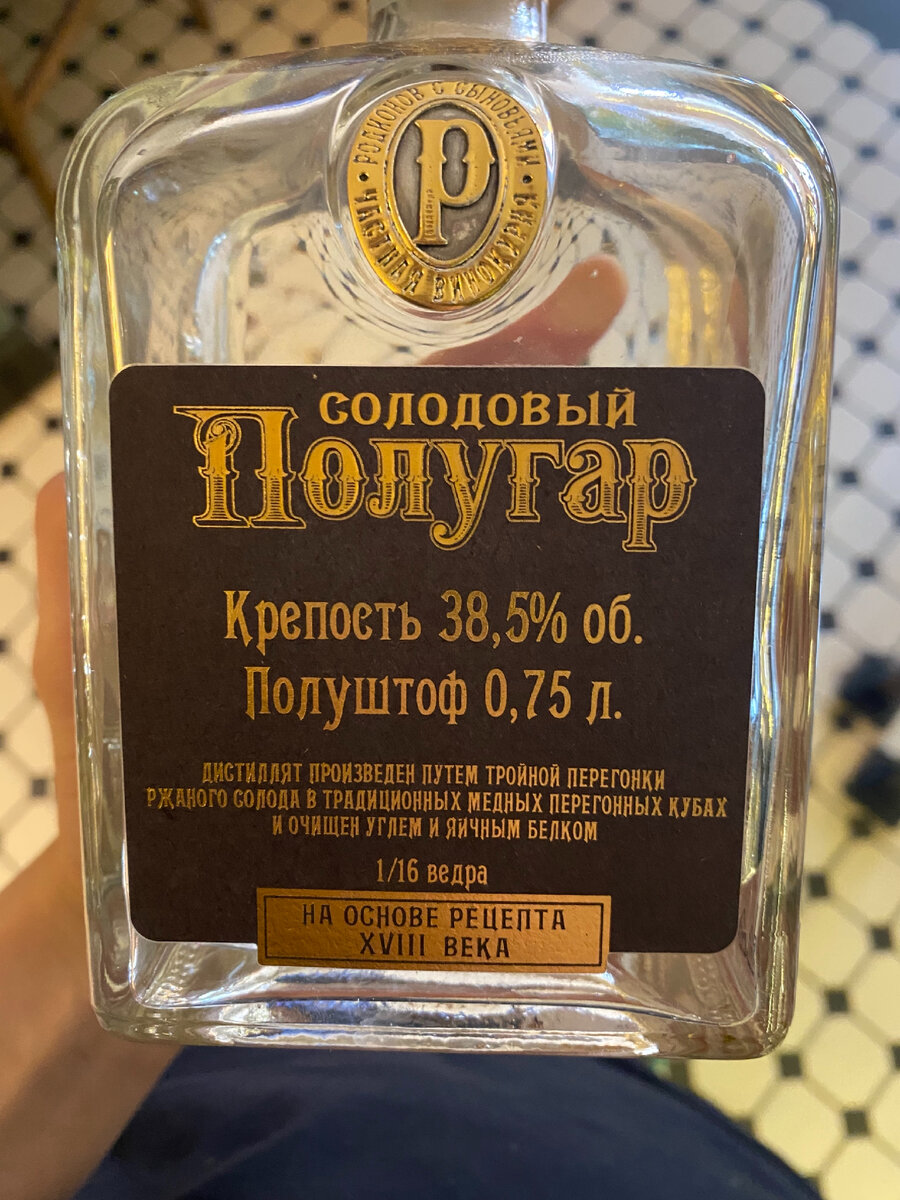 РОДИОНОВ С СЫНОВЬЯМИ
Р
ЧАСТНАЯ ВИНОКУРНЯ
СОЛОДОВЫЙ
Полугар
Крепость 38,5% об.
Полуштоф 0,75 л.
ДИСТИЛЛЯТ ПРОИЗВЕДЕН ПУТЕМ ТРОЙНОЙ ПЕРЕГОНКИ
РЖАНОГО СОЛОДА В ТРАДИЦИОННЫХ МЕДНЫХ ПЕРЕГОННЫХ КУБАХ
И ОЧИЩЕН УГЛЕМ И ЯИЧНЫМ БЕЛКОМ
1/16 ведра
НА ОСНОВЕ РЕЦЕПТА
XVIII ВЕКА